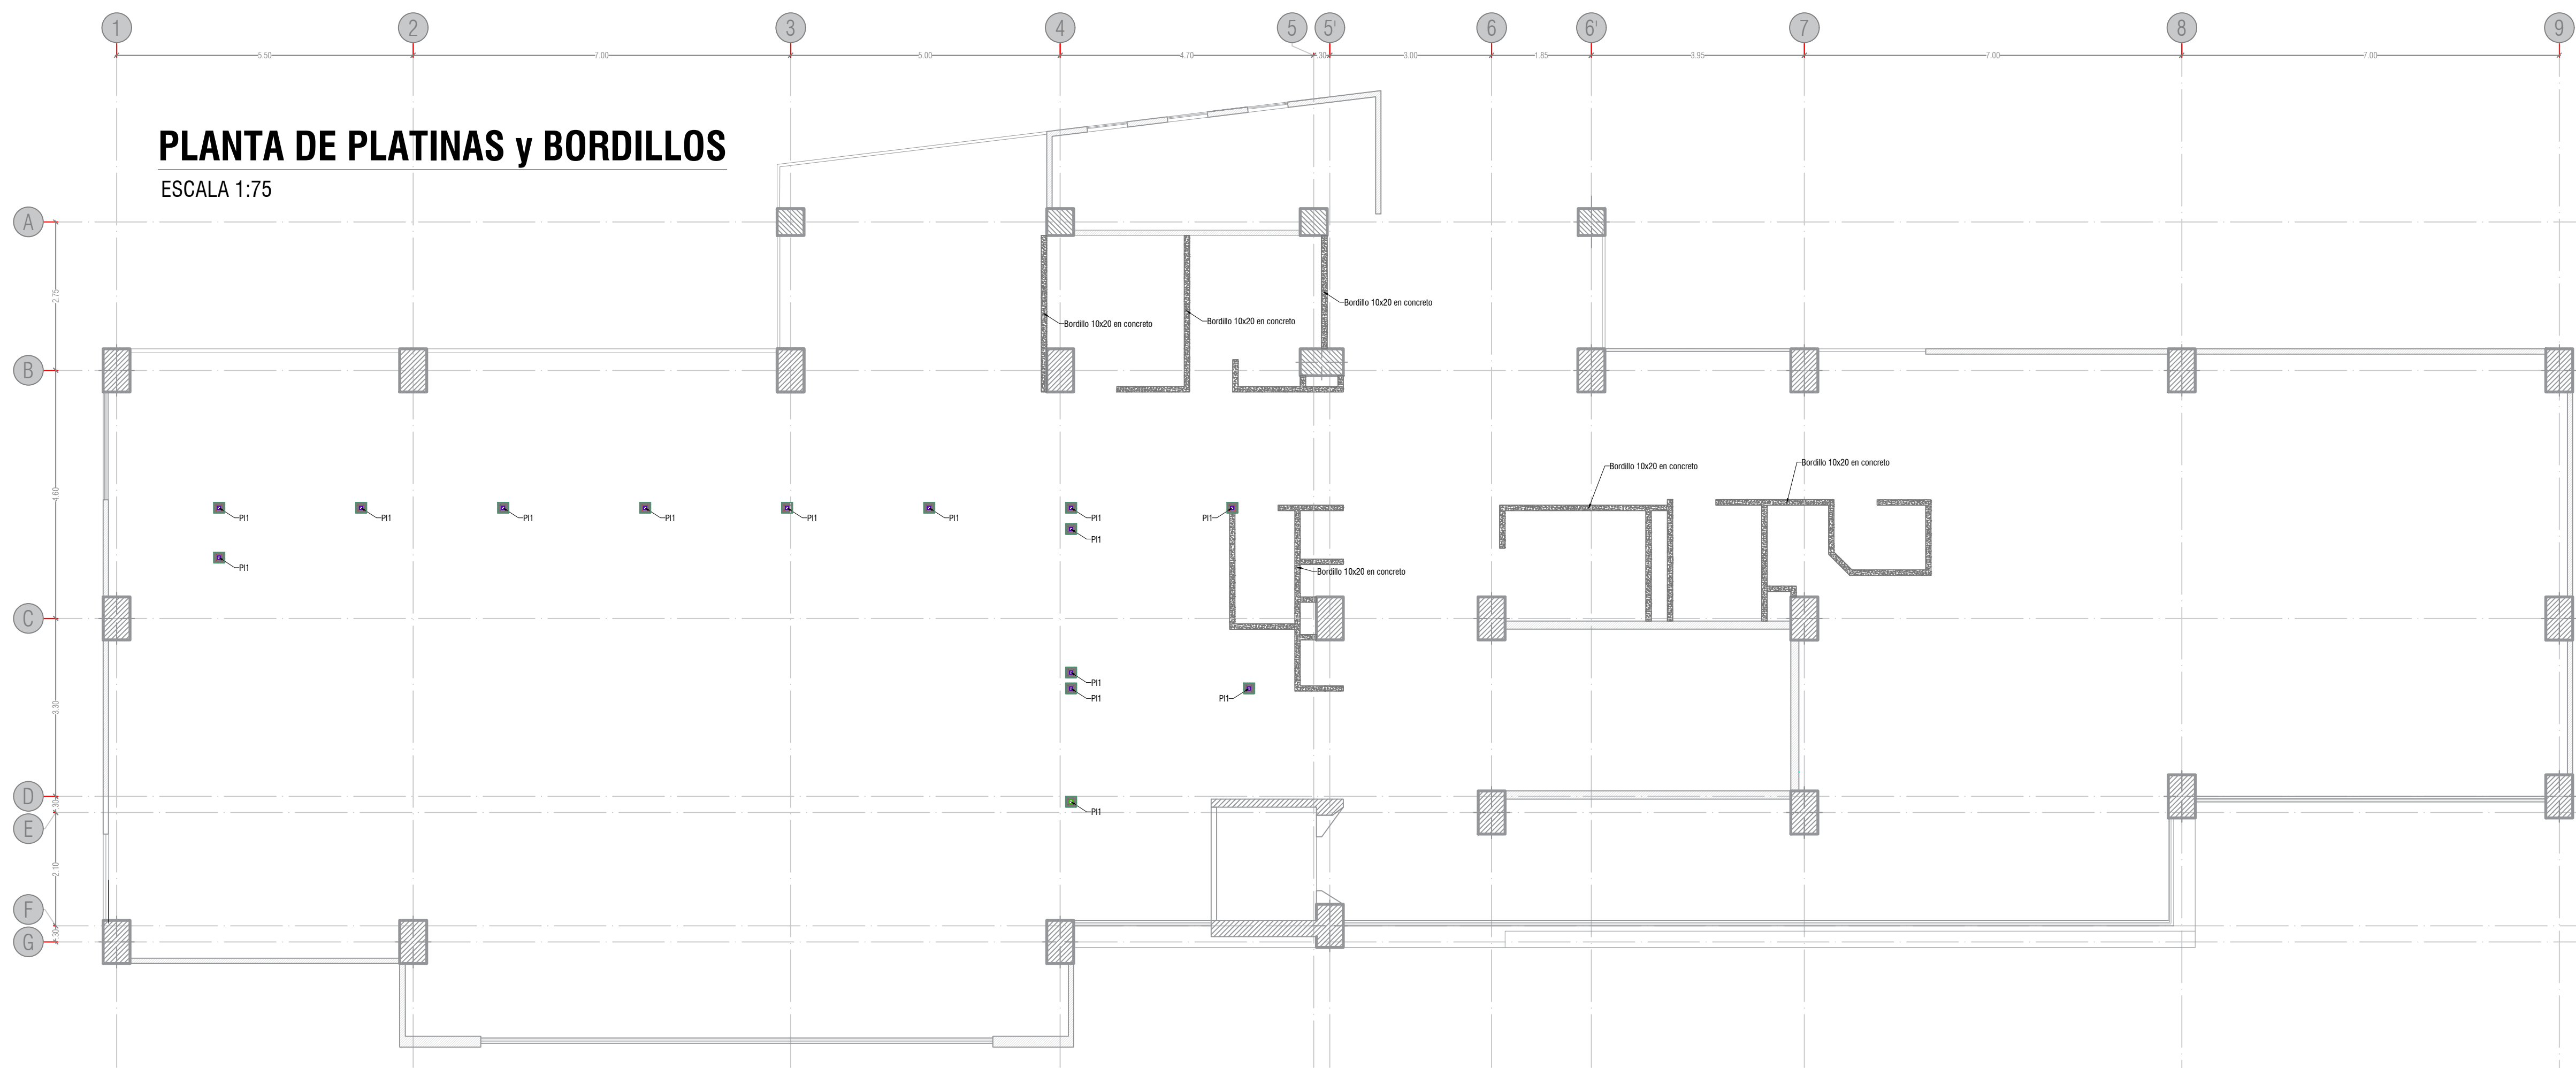 1 2 3 4 5 5' 6 6' 7 8 9
5.50 7.00 5.00 4.70 .30 3.00 1.85 3.95 7.00 7.00
PLANTA DE PLATINAS y BORDILLOS
ESCALA 1:75
A
2.75
Bordillo 10x20 en concreto
Bordillo 10x20 en concreto
Bordillo 10x20 en concreto
B
Bordillo 10x20 en concreto
Bordillo 10x20 en concreto
4.60
Pl1 Pl1 Pl1 Pl1 Pl1 Pl1 Pl1 Pl1
Pl1
Pl1
Bordillo 10x20 en concreto
C
Pl1
Pl1 Pl1
3.30
D
.30
Pl1
E
2.10
F
.30
G